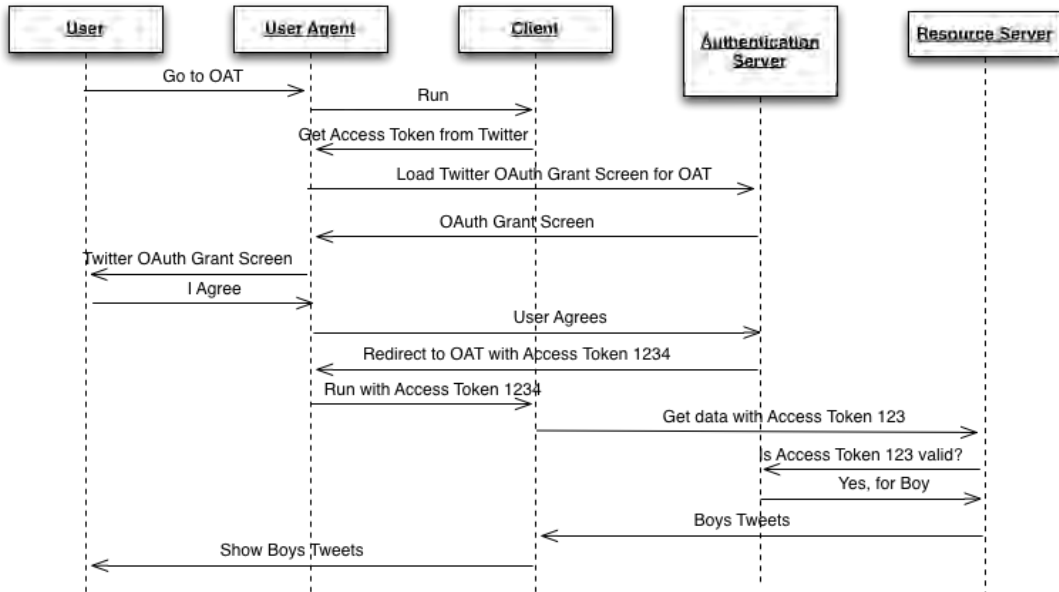 User
User Agent
Client
Authentication
Server
Resource Server
Go to OAT
Run
Get Access Token from Twitter
Load Twitter OAuth Grant Screen for OAT
OAuth Grant Screen
Twitter OAuth Grant Screen
I Agree
User Agrees
Redirect to OAT with Access Token 1234
Run with Access Token 1234
Get data with Access Token 123
Is Access Token 123 valid?
Yes, for Boy
Boys Tweets
Show Boys Tweets